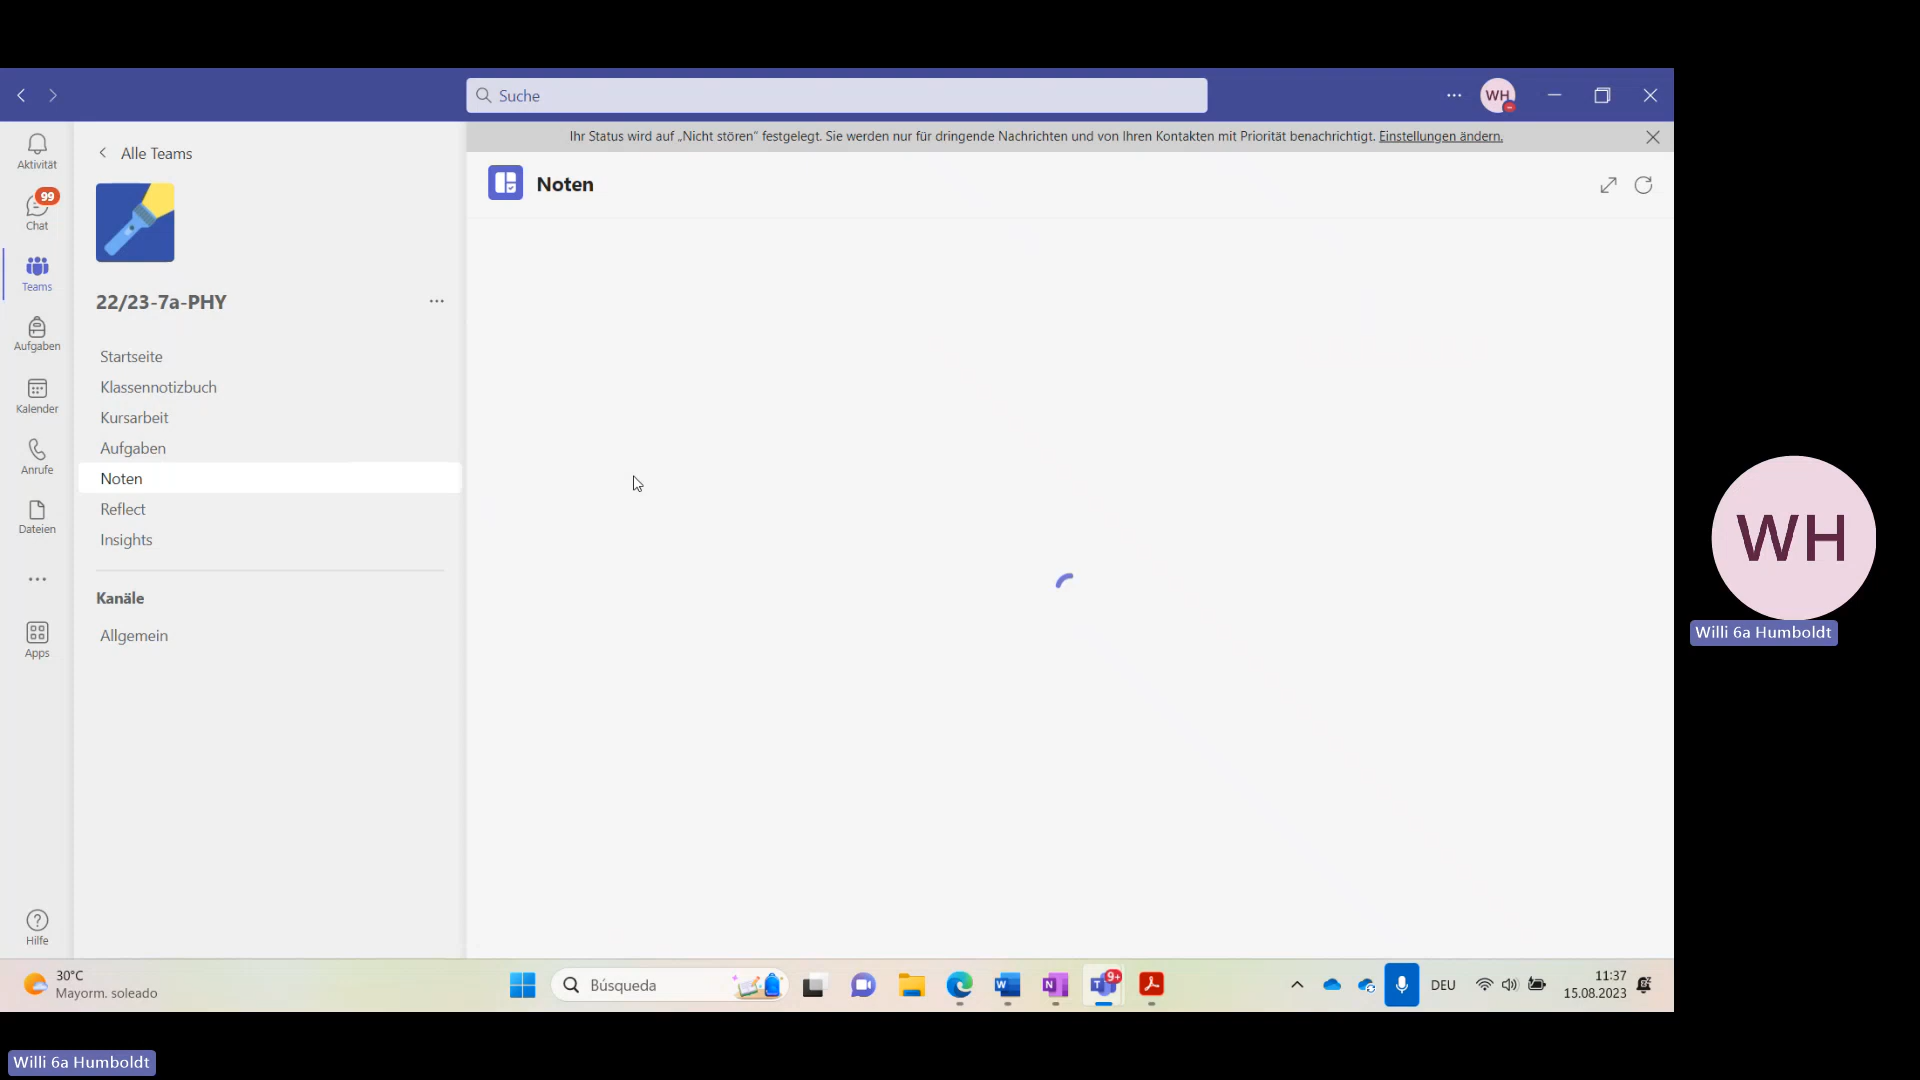 Suche
WH
Ihr Status wird auf „Nicht stören" festgelegt. Sie werden nur für dringende Nachrichten und von Ihren Kontakten mit Priorität benachrichtigt. Einstellungen ändern.
Aktivität
99
Chat
Teams
Aufgaben
Kalender
Anrufe
Dateien
Apps
Hilfe
Alle Teams
22/23-7a-PHY
Startseite
Klassennotizbuch
Kursarbeit
Aufgaben
Noten
Reflect
Insights
Kanäle
Allgemein
Noten
WH
Willi 6a Humboldt
30°C
Mayorm. soleado
Búsqueda
W
N
T
9+
DEU
11:37
15.08.2023
Willi 6a Humboldt